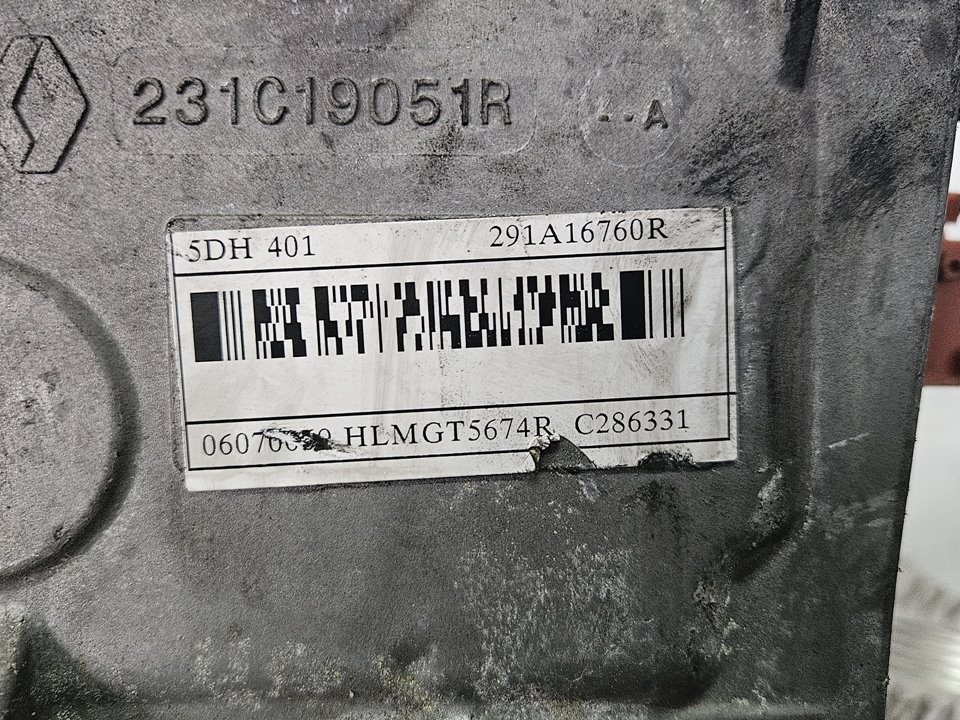 231C19051R
A
5DH 401 291A16760R
HLMGT5674R C286331